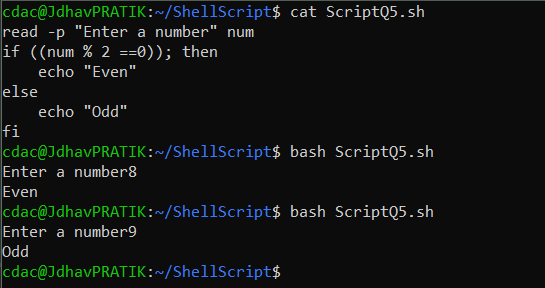 cdac@JdhavPRATIK:~/ShellScript$ cat ScriptQ5.sh
read -p "Enter a number" num
if ((num % 2 ==0)); then
    echo "Even"
else
    echo "Odd"
fi
cdac@JdhavPRATIK:~/ShellScript$ bash ScriptQ5.sh
Enter a number8
Even
cdac@JdhavPRATIK:~/ShellScript$ bash ScriptQ5.sh
Enter a number9
Odd
cdac@JdhavPRATIK:~/ShellScript$